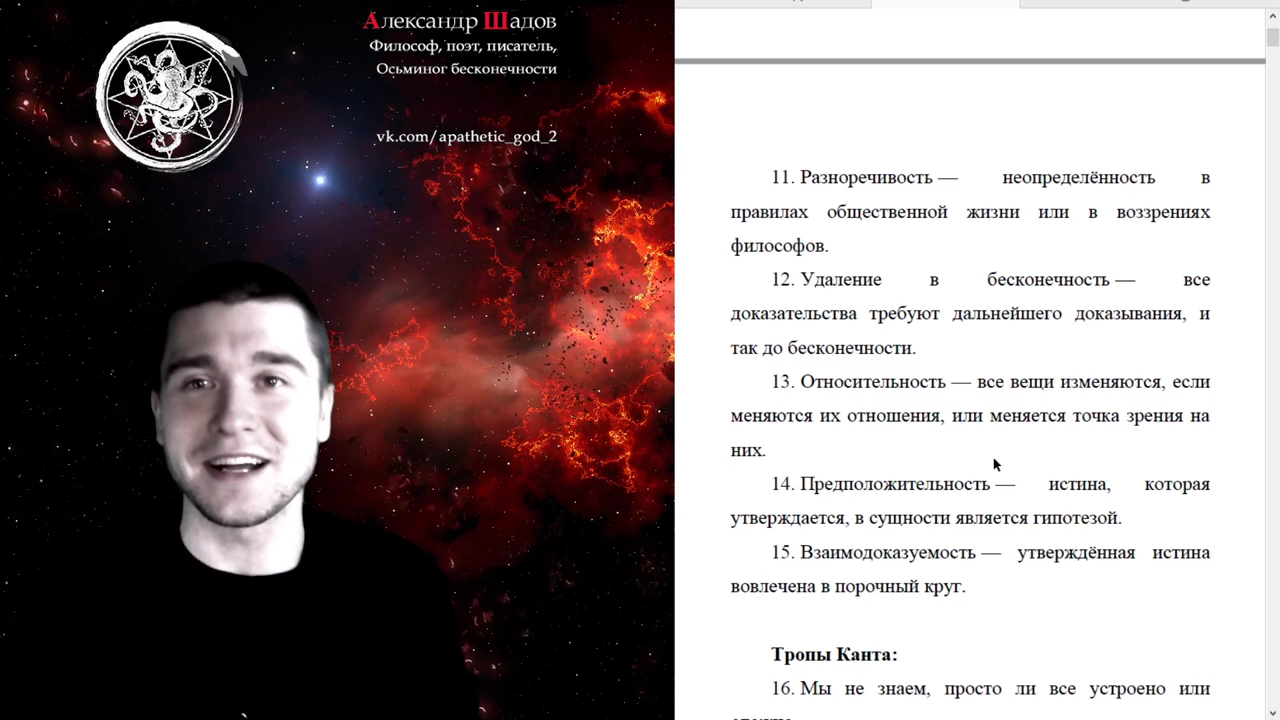 Александр Шадов
Философ, поэт, писатель,
Осьминог бесконечности
vk.com/apathetic_god_2
11. Разноречивость — неопределённость в
правилах общественной жизни или в воззрениях
философов.
12. Удаление в бесконечность — все
доказательства требуют дальнейшего доказывания, и
так до бесконечности.
13. Относительность — все вещи изменяются, если
меняются их отношения, или меняется точка зрения на
них.
14. Предположительность — истина, которая
утверждается, в сущности является гипотезой.
15. Взаимодоказуемость — утверждённая истина
вовлечена в порочный круг.
Тропы Канта:
16. Мы не знаем, просто ли все устроено или